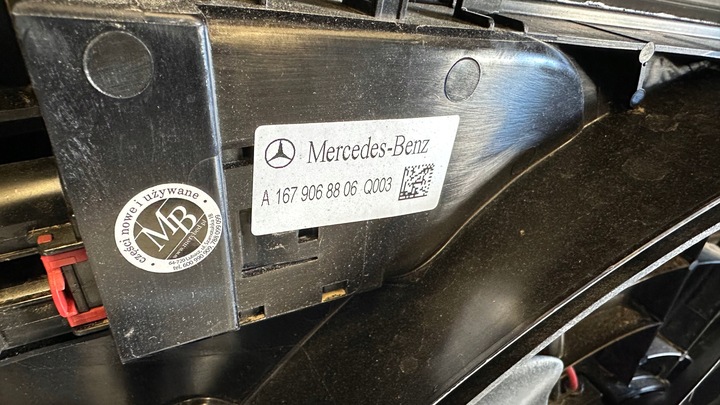 Mercedes-Benz
A 167 906 88 06 Q003
części nowe i używane
MB